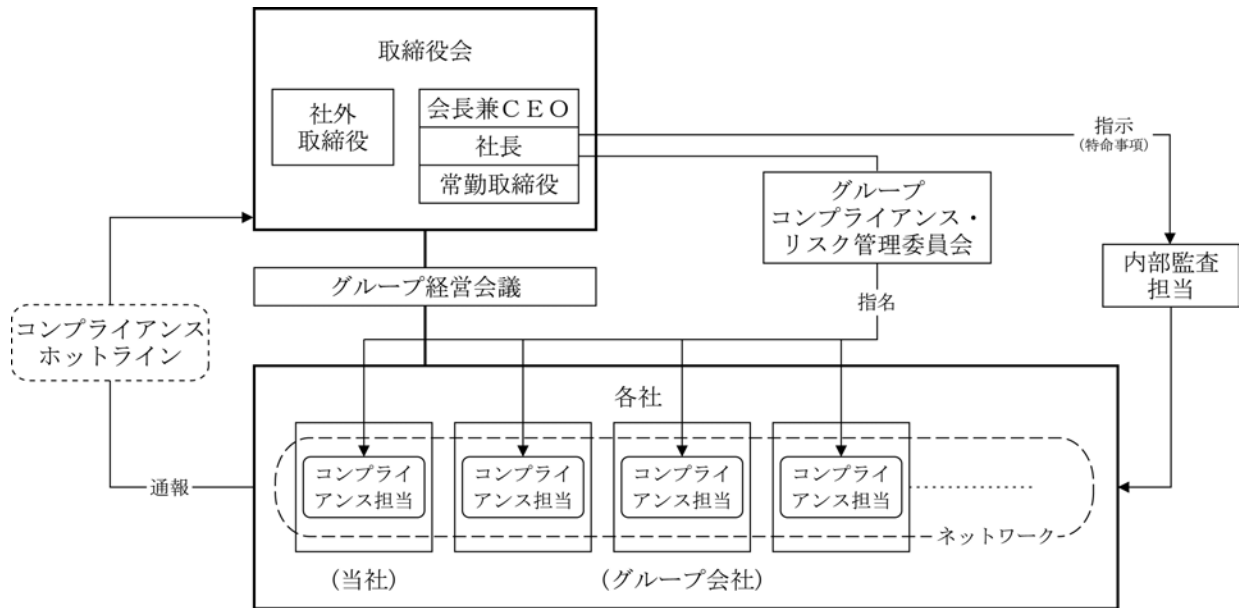 取締役会
社外
取締役
会長兼CEO
社長
常勤取締役
指示
(特命事項)
グループ
コンプライアンス・
リスク管理委員会
内部監査
担当
グループ経営会議
指名
コンプライアンス
ホットライン
各社
コンプライ
アンス担当
コンプライ
アンス担当
コンプライ
アンス担当
コンプライ
アンス担当
通報
ネットワーク
(当社)
(グループ会社)